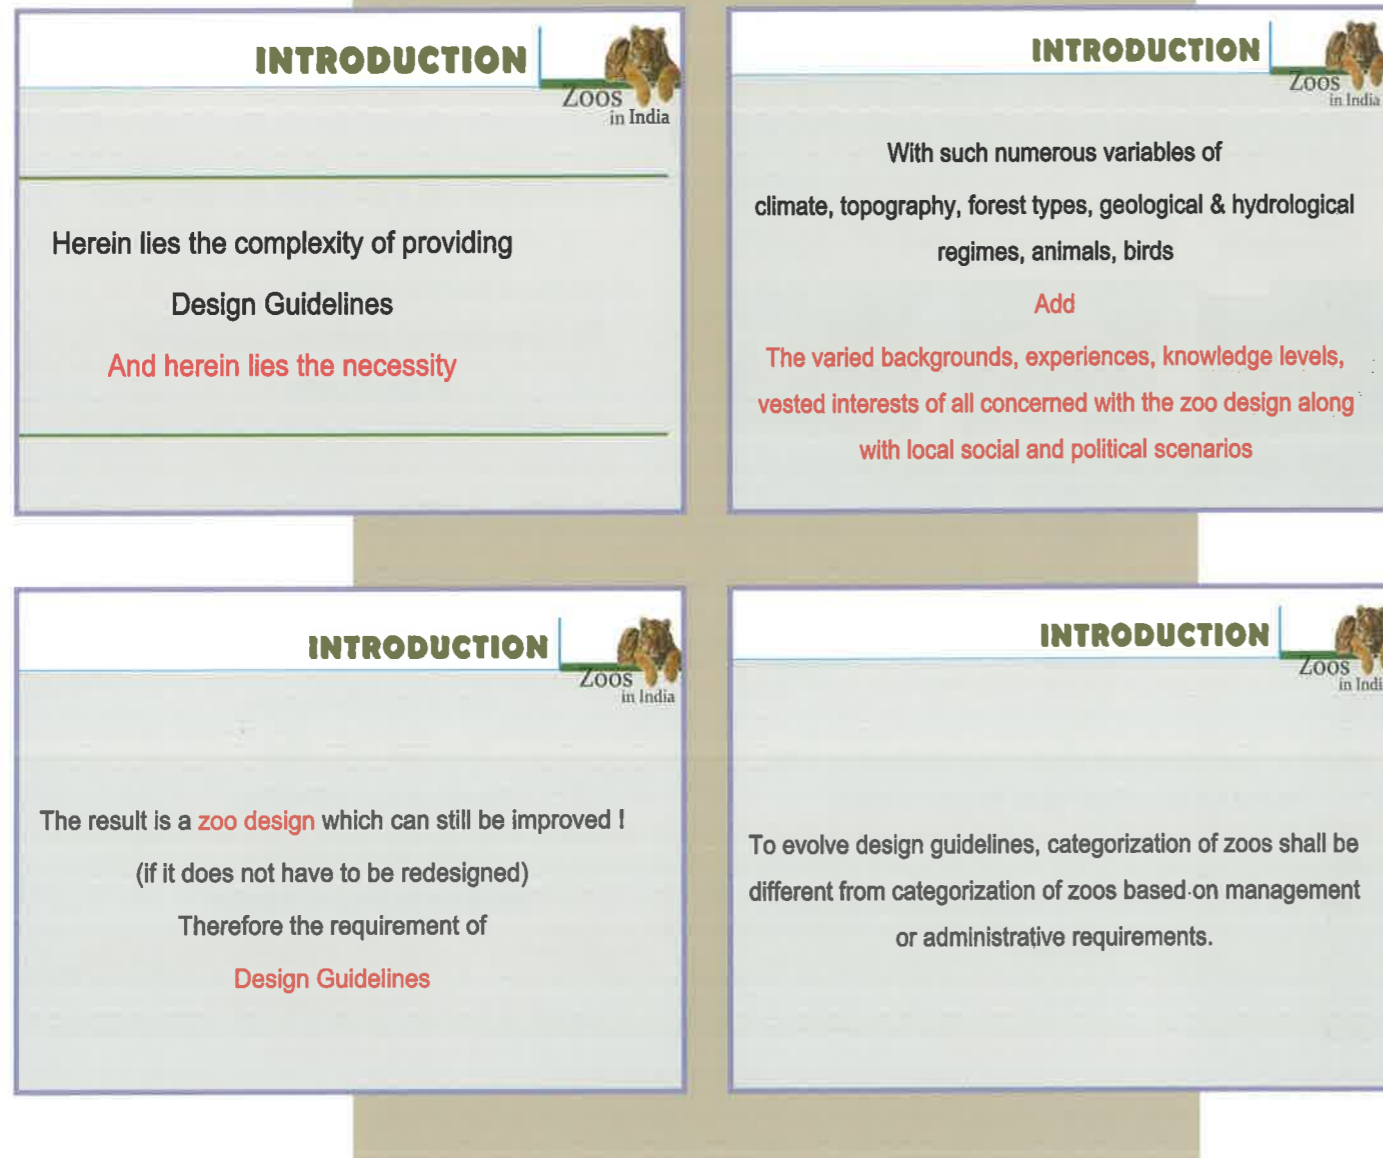 INTRODUCTION
Zoos
in India
Herein lies the complexity of providing
Design Guidelines
And herein lies the necessity
INTRODUCTION
Zoos
in India
With such numerous variables of
climate, topography, forest types, geological & hydrological
regimes, animals, birds
Add
The varied backgrounds, experiences, knowledge levels,
vested interests of all concerned with the zoo design along
with local social and political scenarios
INTRODUCTION
Zoos
in India
The result is a zoo design which can still be improved !
(if it does not have to be redesigned)
Therefore the requirement of
Design Guidelines
INTRODUCTION
Zoos
in Indi
To evolve design guidelines, categorization of zoos shall be
different from categorization of zoos based on management
or administrative requirements.